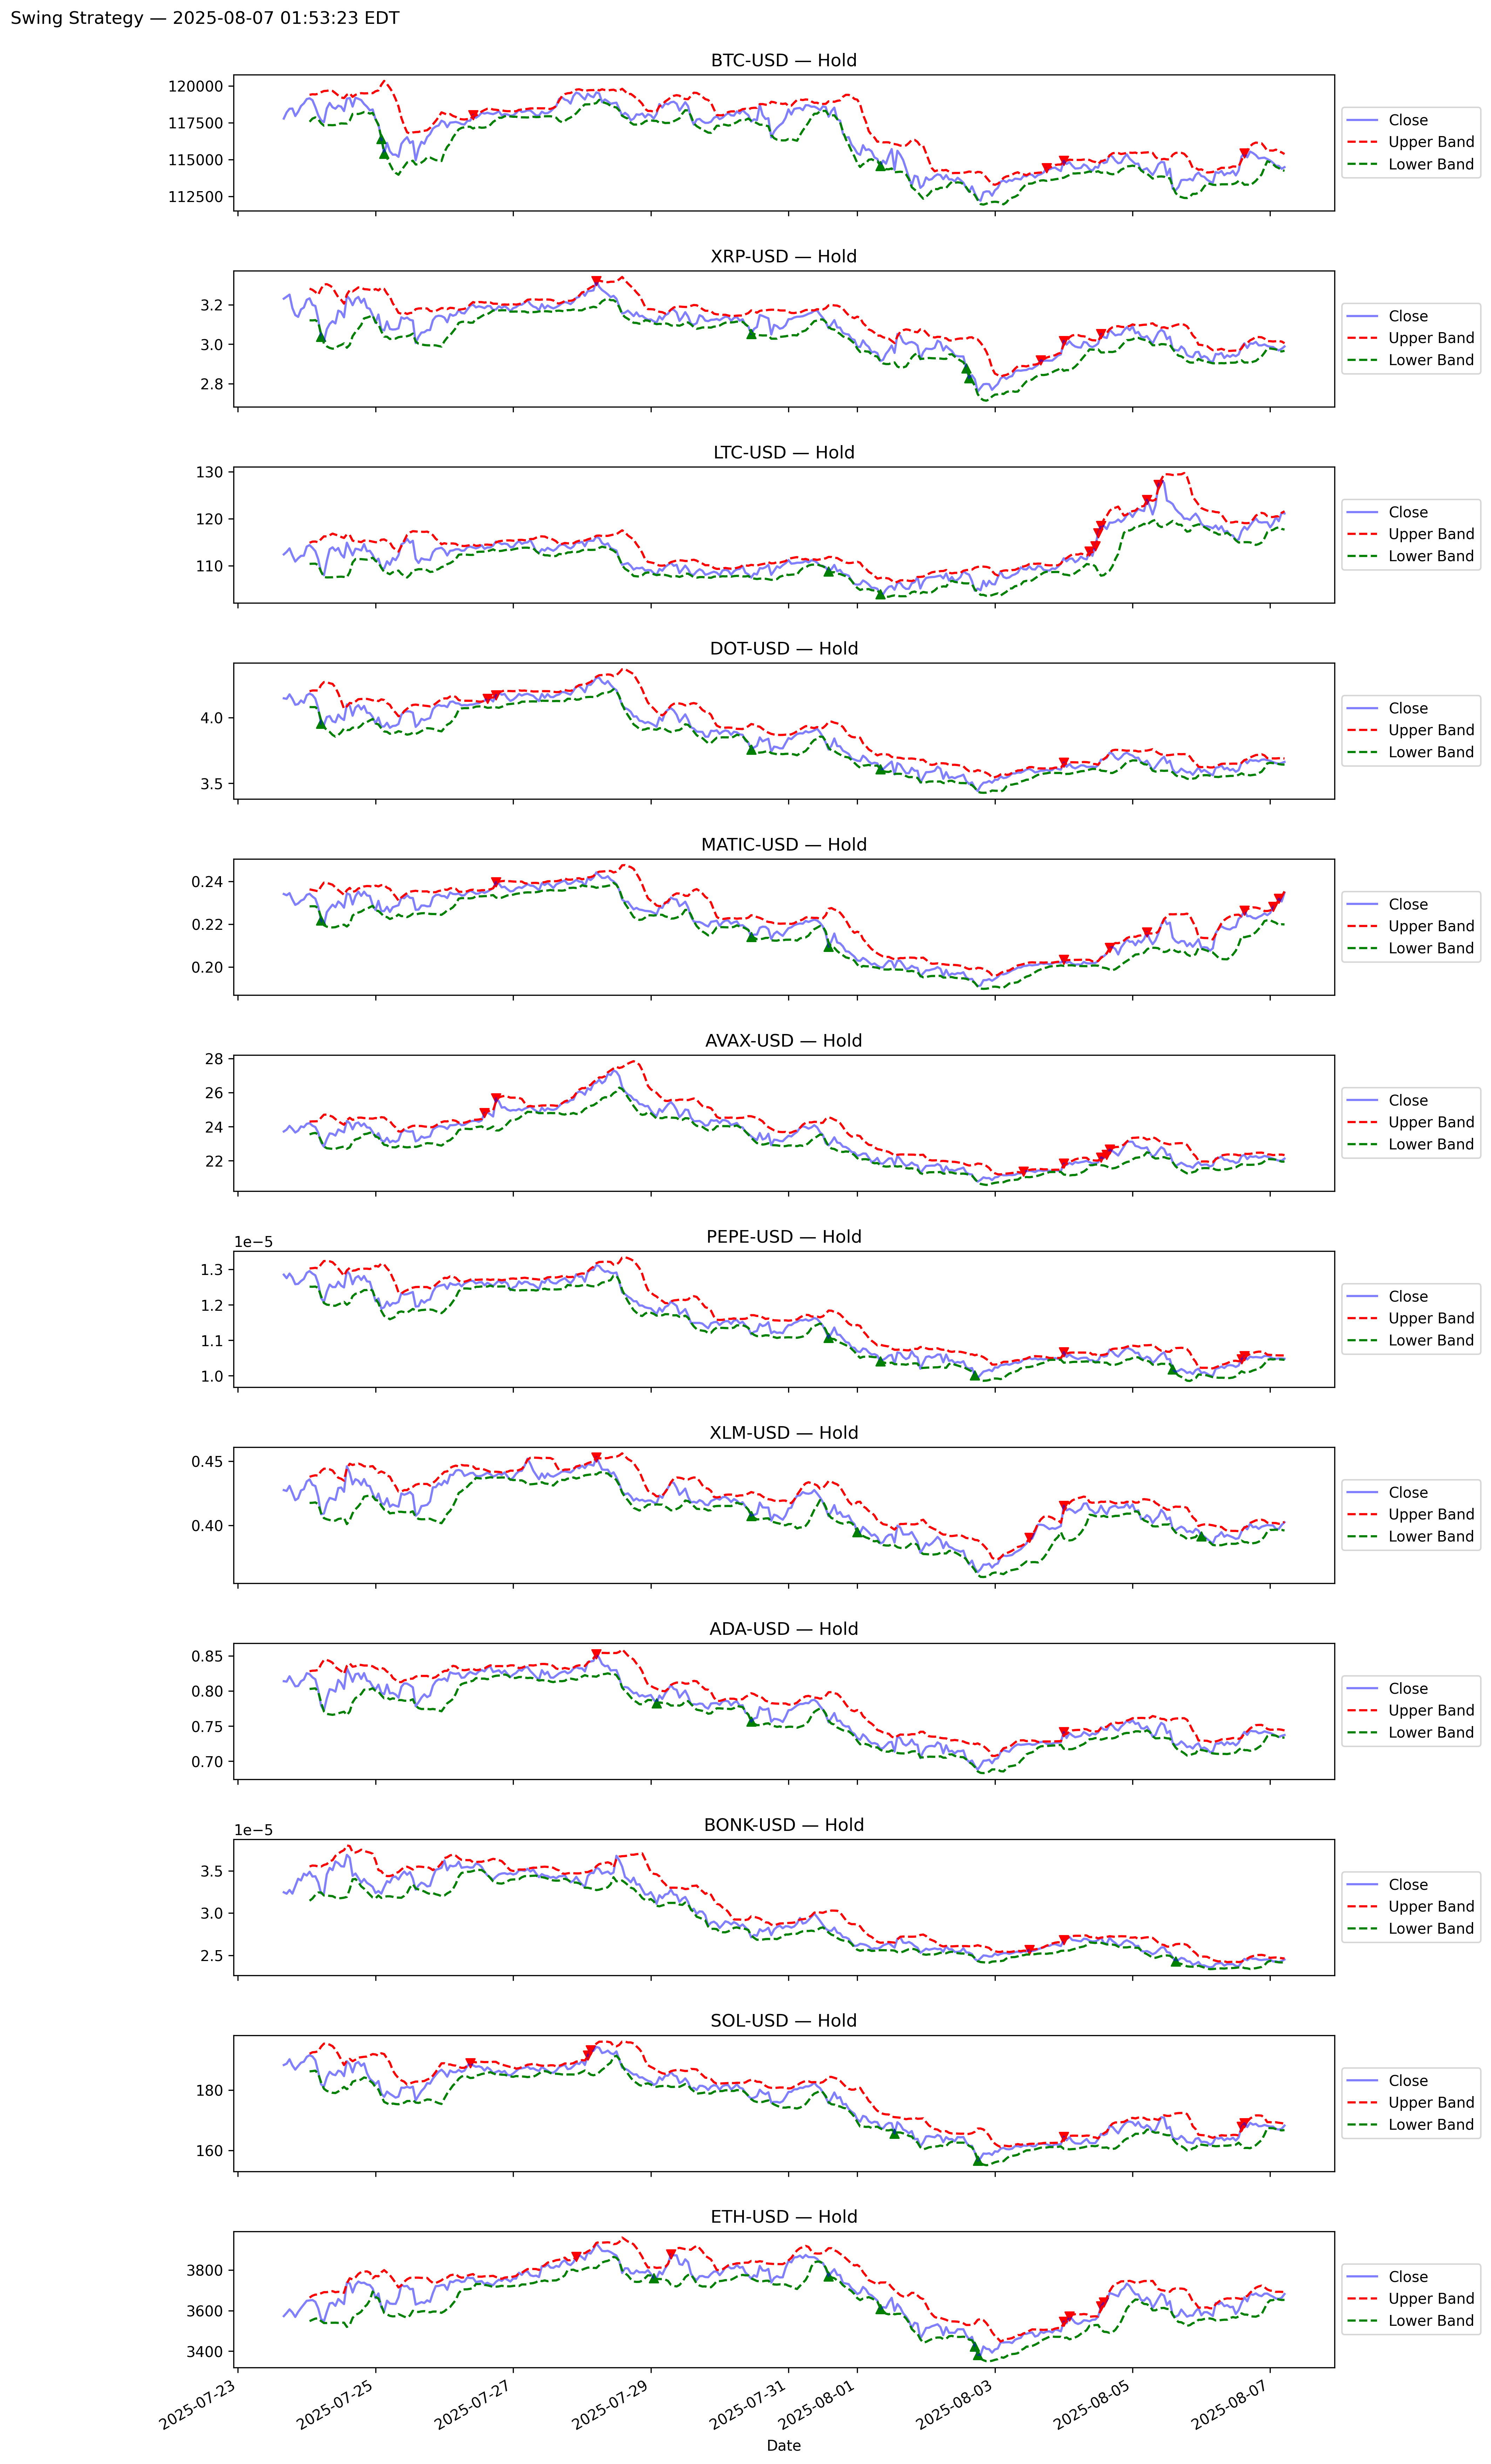 Swing Strategy — 2025-08-07 01:53:23 EDT
BTC-USD — Hold
120000
117500
115000
112500
Close
Upper Band
Lower Band
XRP-USD — Hold
3.2
3.0
2.8
Close
Upper Band
Lower Band
LTC-USD — Hold
130
120
110
Close
Upper Band
Lower Band
DOT-USD — Hold
4.0
3.5
Close
Upper Band
Lower Band
MATIC-USD — Hold
0.24
0.22
0.20
Close
Upper Band
Lower Band
AVAX-USD — Hold
28
26
24
22
Close
Upper Band
Lower Band
PEPE-USD — Hold
1e−5
1.3
1.2
1.1
1.0
Close
Upper Band
Lower Band
XLM-USD — Hold
0.45
0.40
Close
Upper Band
Lower Band
ADA-USD — Hold
0.85
0.80
0.75
0.70
Close
Upper Band
Lower Band
BONK-USD — Hold
1e−5
3.5
3.0
2.5
Close
Upper Band
Lower Band
SOL-USD — Hold
180
160
Close
Upper Band
Lower Band
ETH-USD — Hold
3800
3600
3400
Close
Upper Band
Lower Band
2025-07-23
2025-07-25
2025-07-27
2025-07-29
2025-07-31
2025-08-01
2025-08-03
2025-08-05
2025-08-07
Date